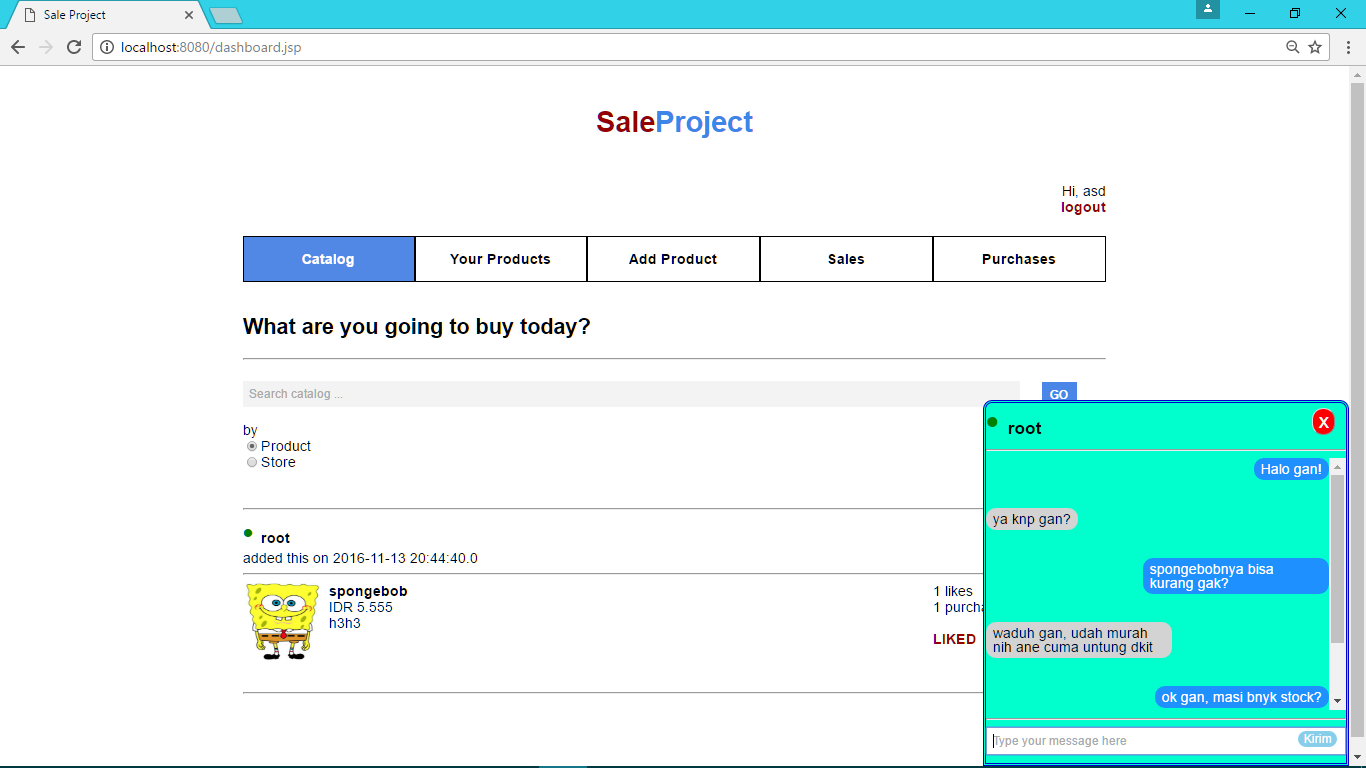 Sale Project
localhost:8080/dashboard.jsp
SaleProject
Hi, asd
logout
Catalog
Your Products
Add Product
Sales
Purchases
What are you going to buy today?
Search catalog ...
GO
by
Product
Store
root
added this on 2016-11-13 20:44:40.0
spongebob
IDR 5.555
h3h3
1 likes
1 purcha
LIKED
root
X
Halo gan!
ya knp gan?
spongebobnya bisa
kurang gak?
waduh gan, udah murah
nih ane cuma untung dkit
ok gan, masi bnyk stock?
Type your message here
Kirim